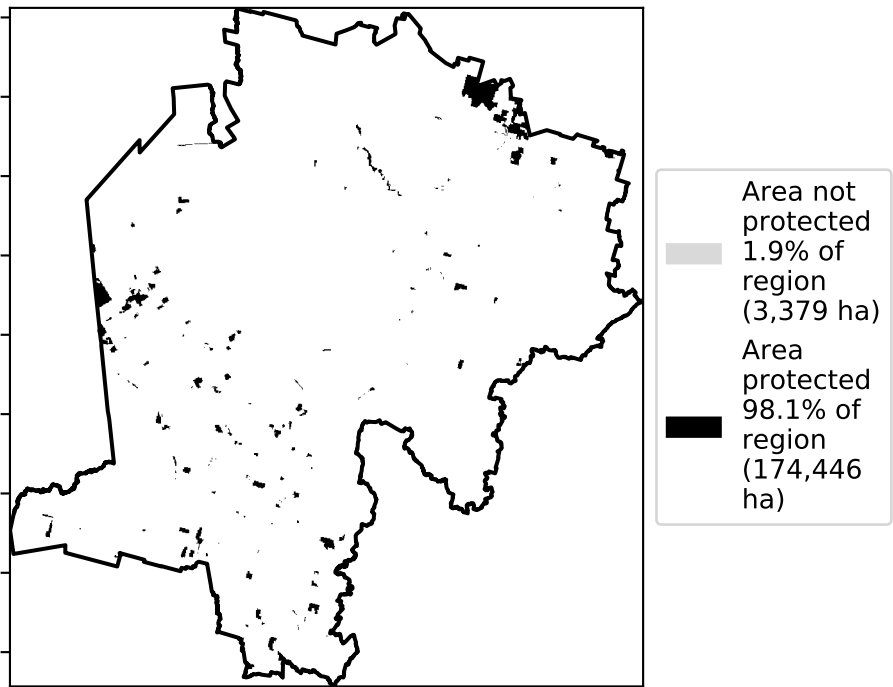 Area not
protected
1.9% of
region
(3,379 ha)
Area
protected
98.1% of
region
(174,446
ha)